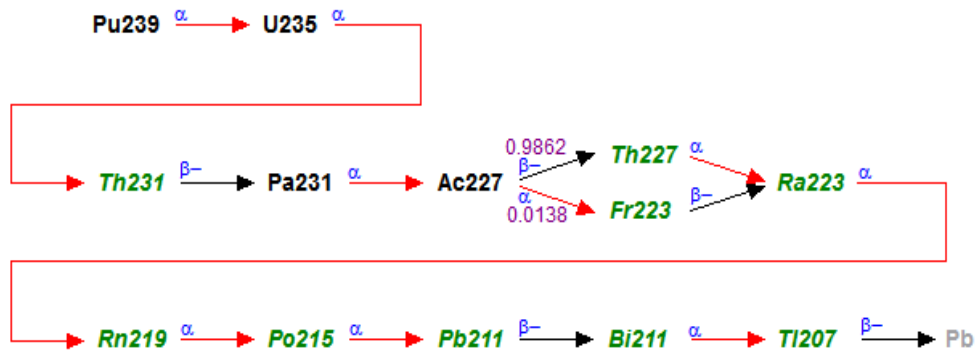 Pu239 α U235 α
Th231 β− Pa231 α Ac227 0.9862 β− Th227 α Ra223 α
α 0.0138 Fr223 β−
Rn219 α Po215 α Pb211 β− Bi211 α Tl207 β− Pb